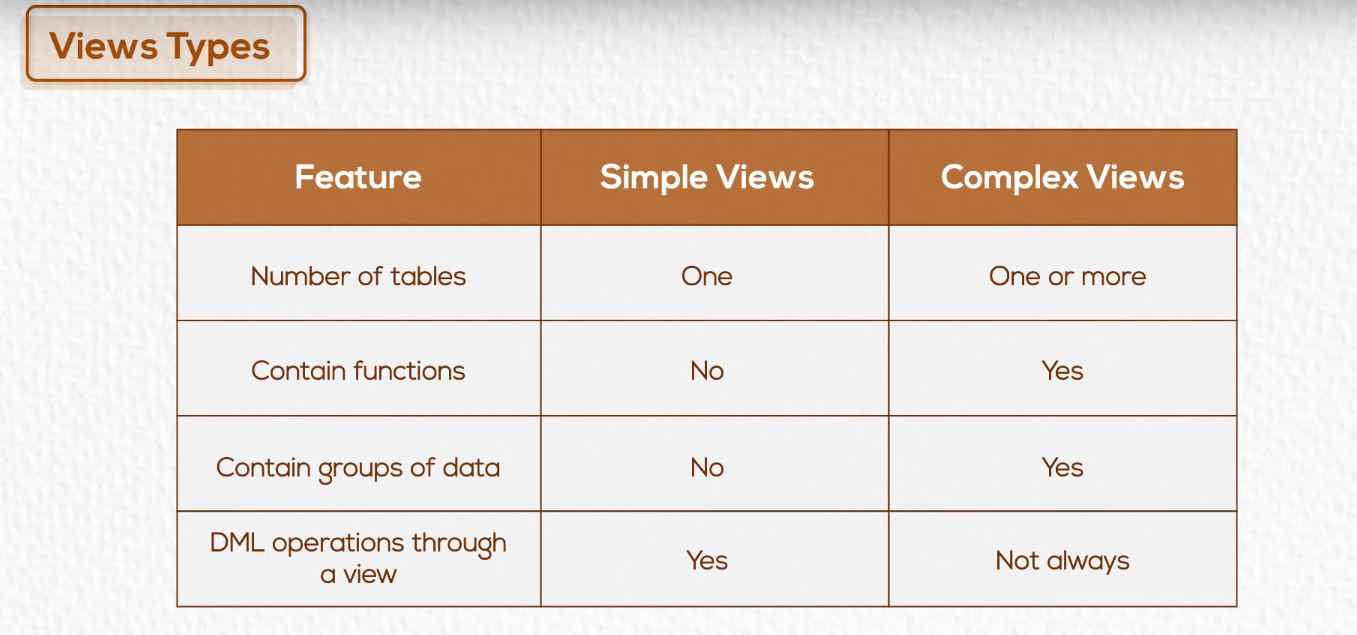 Views Types
Feature
Simple Views
Complex Views
Number of tables
One
One or more
Contain functions
No
Yes
Contain groups of data
No
Yes
DML operations through
a view
Yes
Not always